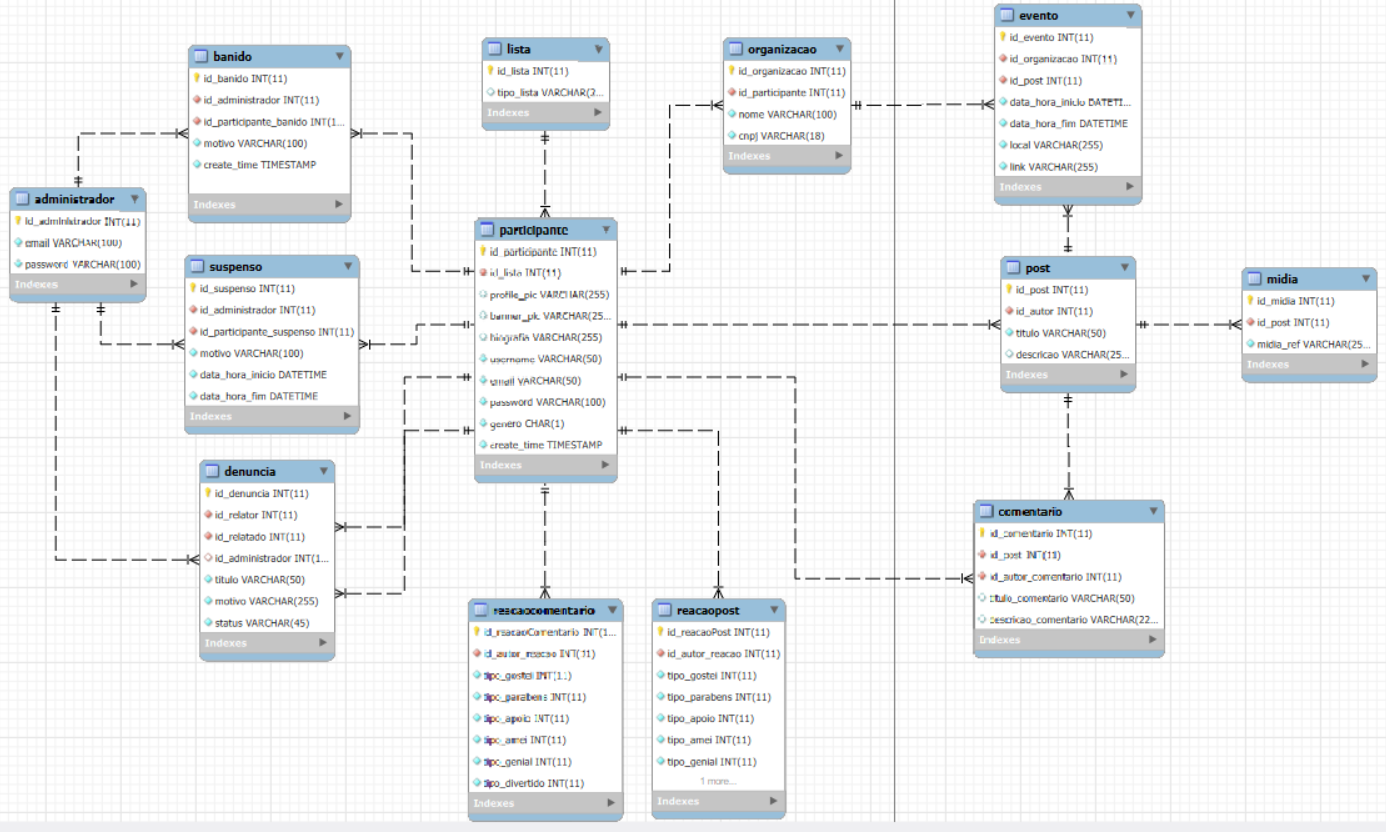 banido
id_banido INT(11)
id_administrador INT(11)
id_participante_banido INT(1...
motivo VARCHAR(100)
create_time TIMESTAMP
Indexes
lista
id_lista INT(11)
tipo_lista VARCHAR(2...
Indexes
organizacao
id_organizacao INT(11)
id_participante INT(11)
nome VARCHAR(100)
cnpj VARCHAR(18)
Indexes
evento
id_evento INT(11)
id_organizacao INT(11)
id_post INT(11)
data_hora_inicio DATETI...
data_hora_fim DATETIME
local VARCHAR(255)
link VARCHAR(255)
Indexes
administrador
id_administrador INT(11)
email VARCHAR(100)
password VARCHAR(100)
Indexes
suspenso
id_suspenso INT(11)
id_administrador INT(11)
id_participante_suspenso INT(11)
motivo VARCHAR(100)
data_hora_inicio DATETIME
data_hora_fim DATETIME
Indexes
participante
id_participante INT(11)
id_lista INT(11)
profile_pic VARCHAR(255)
VARCHAR(25...
biografia VARCHAR(255)
username VARCHAR(50)
email VARCHAR(50)
password VARCHAR(100)
genero CHAR(1)
create_time TIMESTAMP
Indexes
post
id_post INT(11)
id_autor INT(11)
titulo VARCHAR(50)
descricao VARCHAR(25...
Indexes
midia
id_midia INT(11)
id_post INT(11)
midia_ref VARCHAR(25...
Indexes
denuncia
id_denuncia INT(11)
id_relator INT(11)
id_relatado INT(11)
id_administrador INT(1...
titulo VARCHAR(50)
motivo VARCHAR(255)
status VARCHAR(45)
Indexes
reacaocomentario
id_reacaoComentario INT(1...
id_autor_reacao INT(11)
tipo_gostei INT(11)
tipo_parabens INT(11)
tipo_apoio INT(11)
tipo_amei INT(11)
tipo_genial INT(11)
tipo_divertido INT(11)
Indexes
reacaopost
id_reacaoPost INT(11)
id_autor_reacao INT(11)
tipo_gostei INT(11)
tipo_parabens INT(11)
tipo_apoio INT(11)
tipo_amei INT(11)
tipo_genial INT(11)
1 more...
Indexes
comentario
id_comentario INT(11)
id_post INT(11)
id_autor_comentario INT(11)
titulo_comentario VARCHAR(50)
descricao_comentario VARCHAR(22...
Indexes